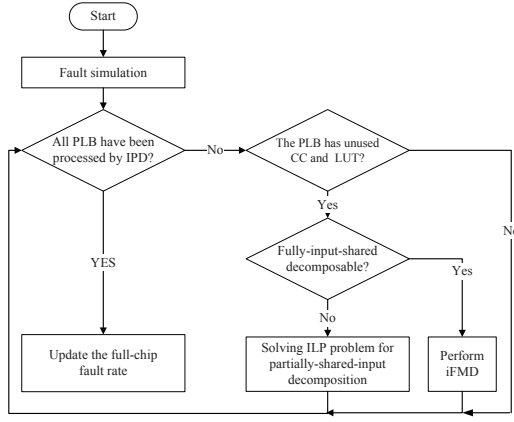 Start
Fault simulation
All PLB have been
processed by IPD?
No
The PLB has unused
CC and LUT?
Yes
No
YES
Fully-input-shared
decomposable?
Yes
No
Update the full-chip
fault rate
Solving ILP problem for
partially-shared-input
decomposition
Perform
iFMD